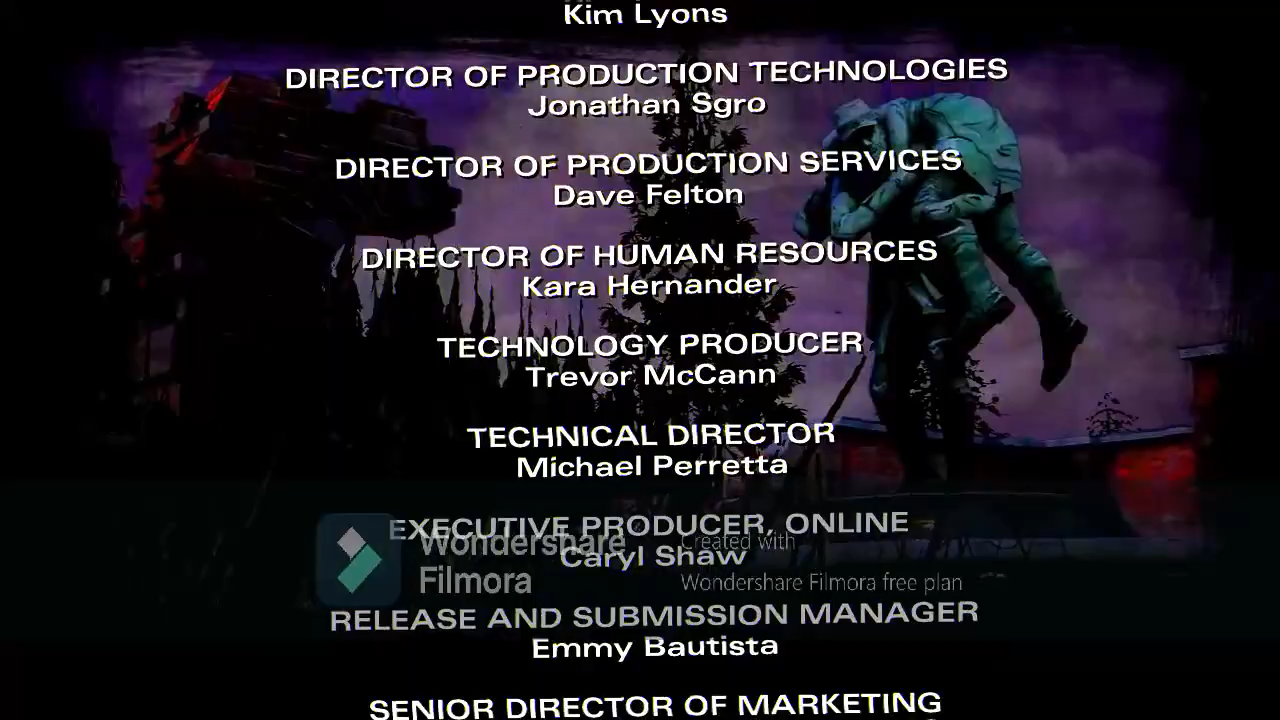 Kim Lyons
DIRECTOR OF PRODUCTION TECHNOLOGIES
Jonathan Sgro
DIRECTOR OF PRODUCTION SERVICES
Dave Felton
DIRECTOR OF HUMAN RESOURCES
Kara Hernander
TECHNOLOGY PRODUCER
Trevor McCann
TECHNICAL DIRECTOR
Michael Perretta
EXECUTIVE PRODUCER, ONLINE
Caryl Shaw
Wondershare
Filmora
Created with
Wondershare Filmora free plan
RELEASE AND SUBMISSION MANAGER
Emmy Bautista
SENIOR DIRECTOR OF MARKETING